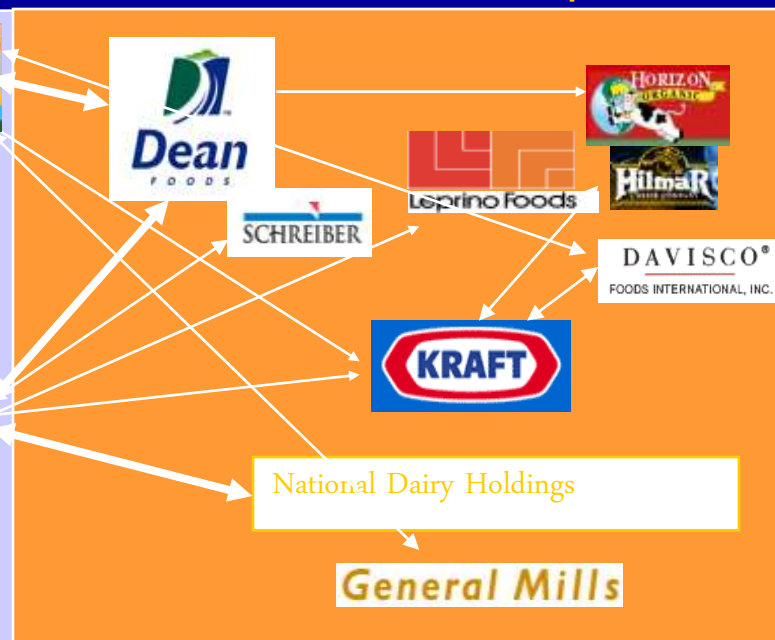 Dean
FOODS
SCHREIBER
Leprino Foods
HORIZON
ORGANIC
Hilmar
DAVISCO®
FOODS INTERNATIONAL, INC.
KRAFT
National Dairy Holdings
General Mills